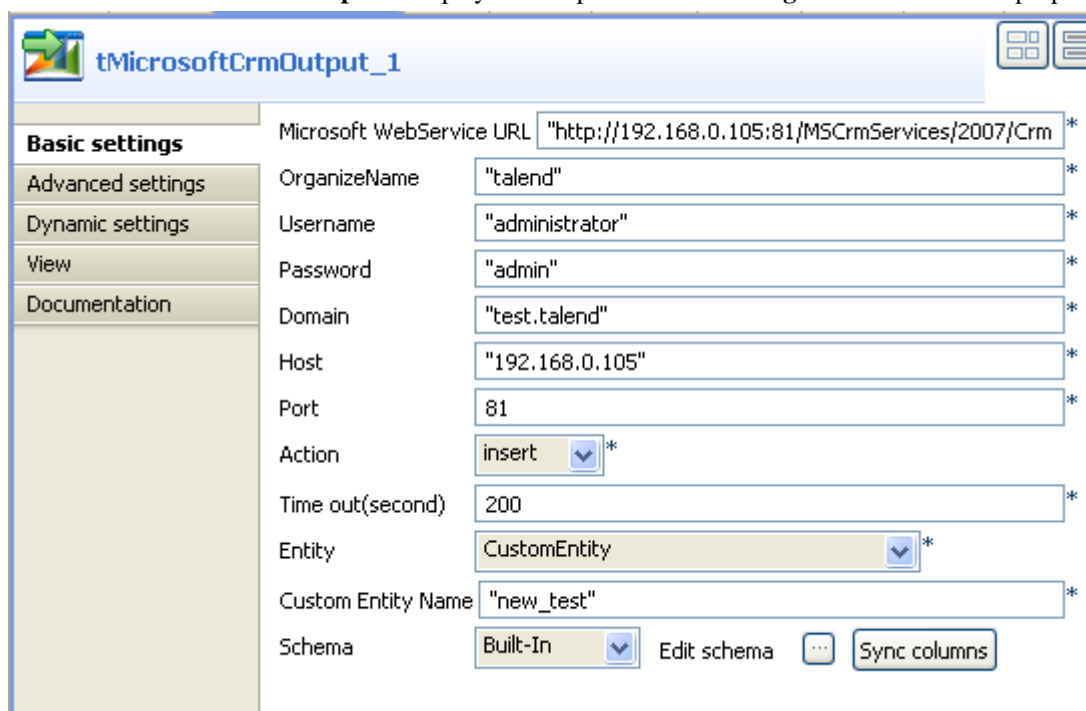 tMicrosoftCrmOutput_1
Basic settings
Advanced settings
Dynamic settings
View
Documentation
Microsoft WebService URL "http://192.168.0.105:81/MSCrmServices/2007/Crm *
OrganizeName "talend" *
Username "administrator" *
Password "admin" *
Domain "test.talend" *
Host "192.168.0.105" *
Port 81 *
Action insert *
Time out(second) 200 *
Entity CustomEntity *
Custom Entity Name "new_test" *
Schema Built-In Edit schema ... Sync columns